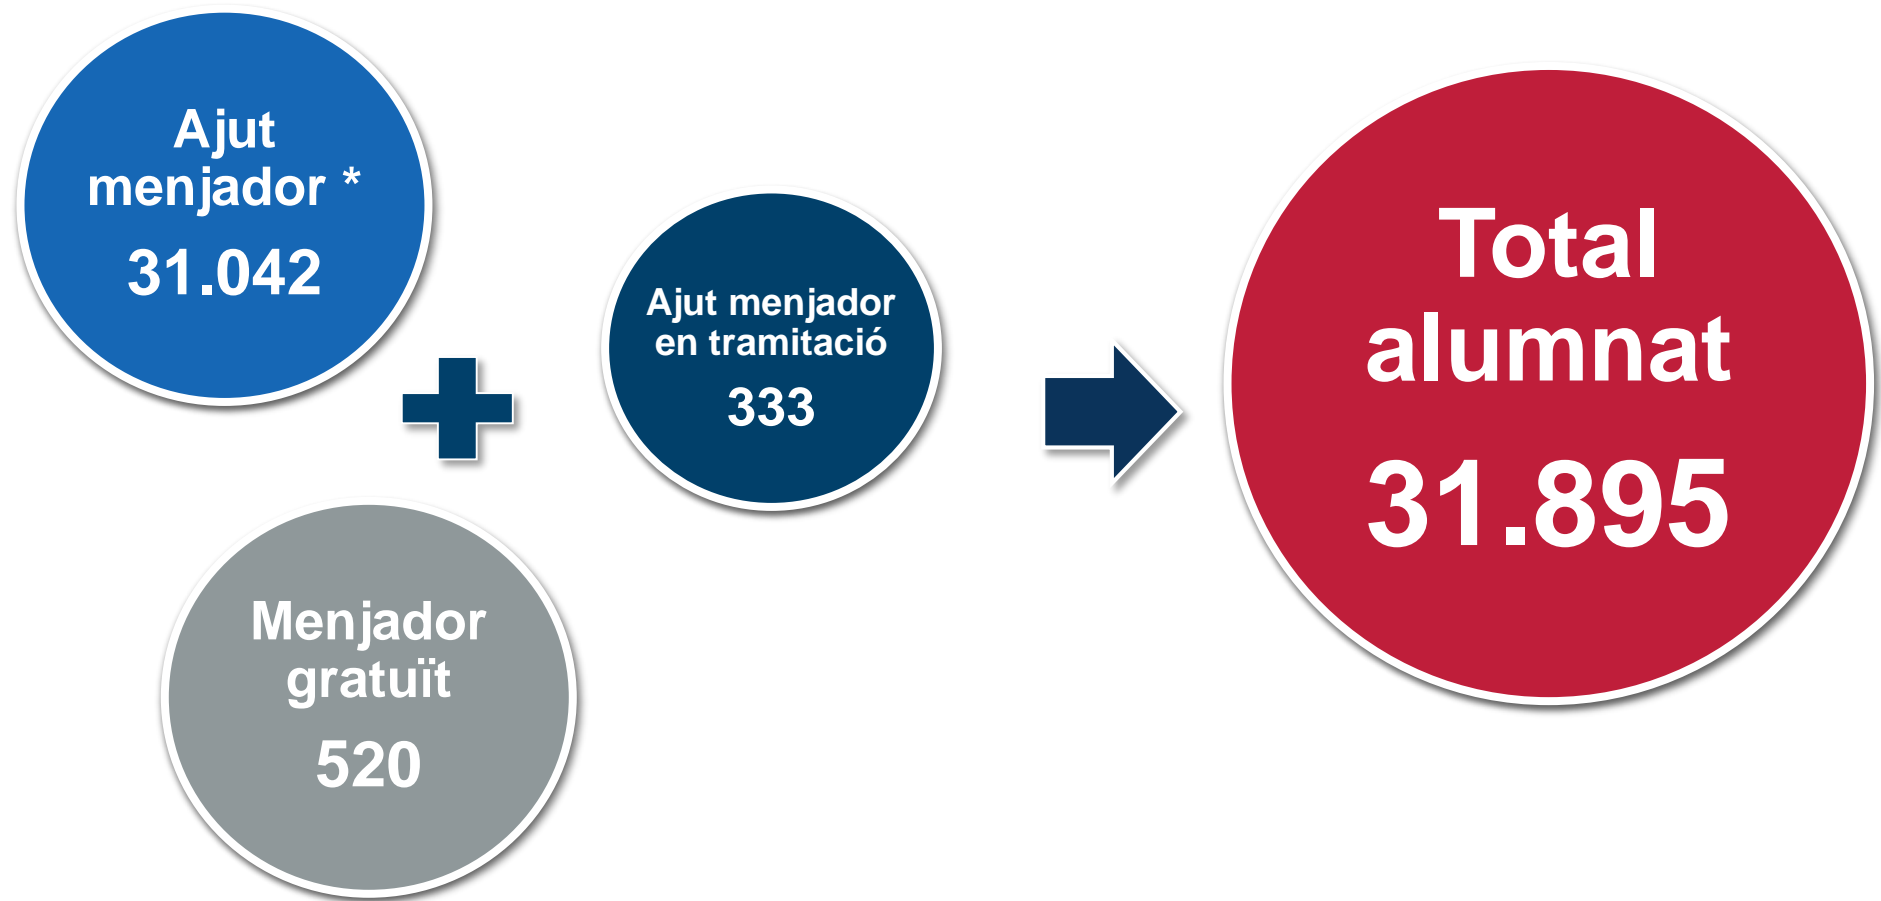 Ajut
menjador *
31.042
Ajut menjador
en tramitació
333
Menjador
gratuït
520
Total
alumnat
31.895